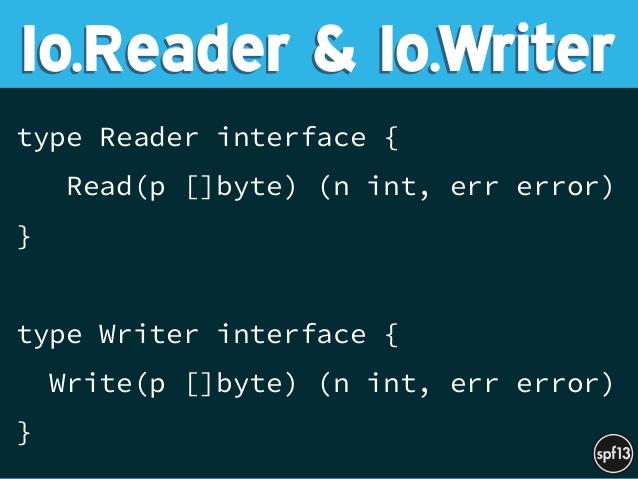 Io.Reader & Io.Writer
type Reader interface {
   Read(p []byte) (n int, err error)
}
type Writer interface {
  Write(p []byte) (n int, err error)
}
spf13